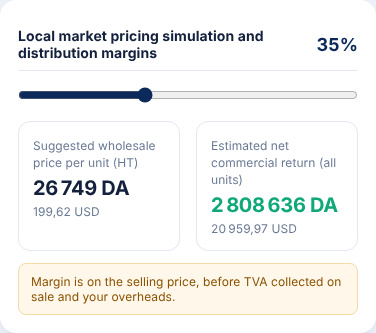 Local market pricing simulation and
distribution margins
35%
Suggested wholesale
price per unit (HT)
26 749 DA
199,62 USD
Estimated net
commercial return (all
units)
2 808 636 DA
20 959,97 USD
Margin is on the selling price, before TVA collected on
sale and your overheads.